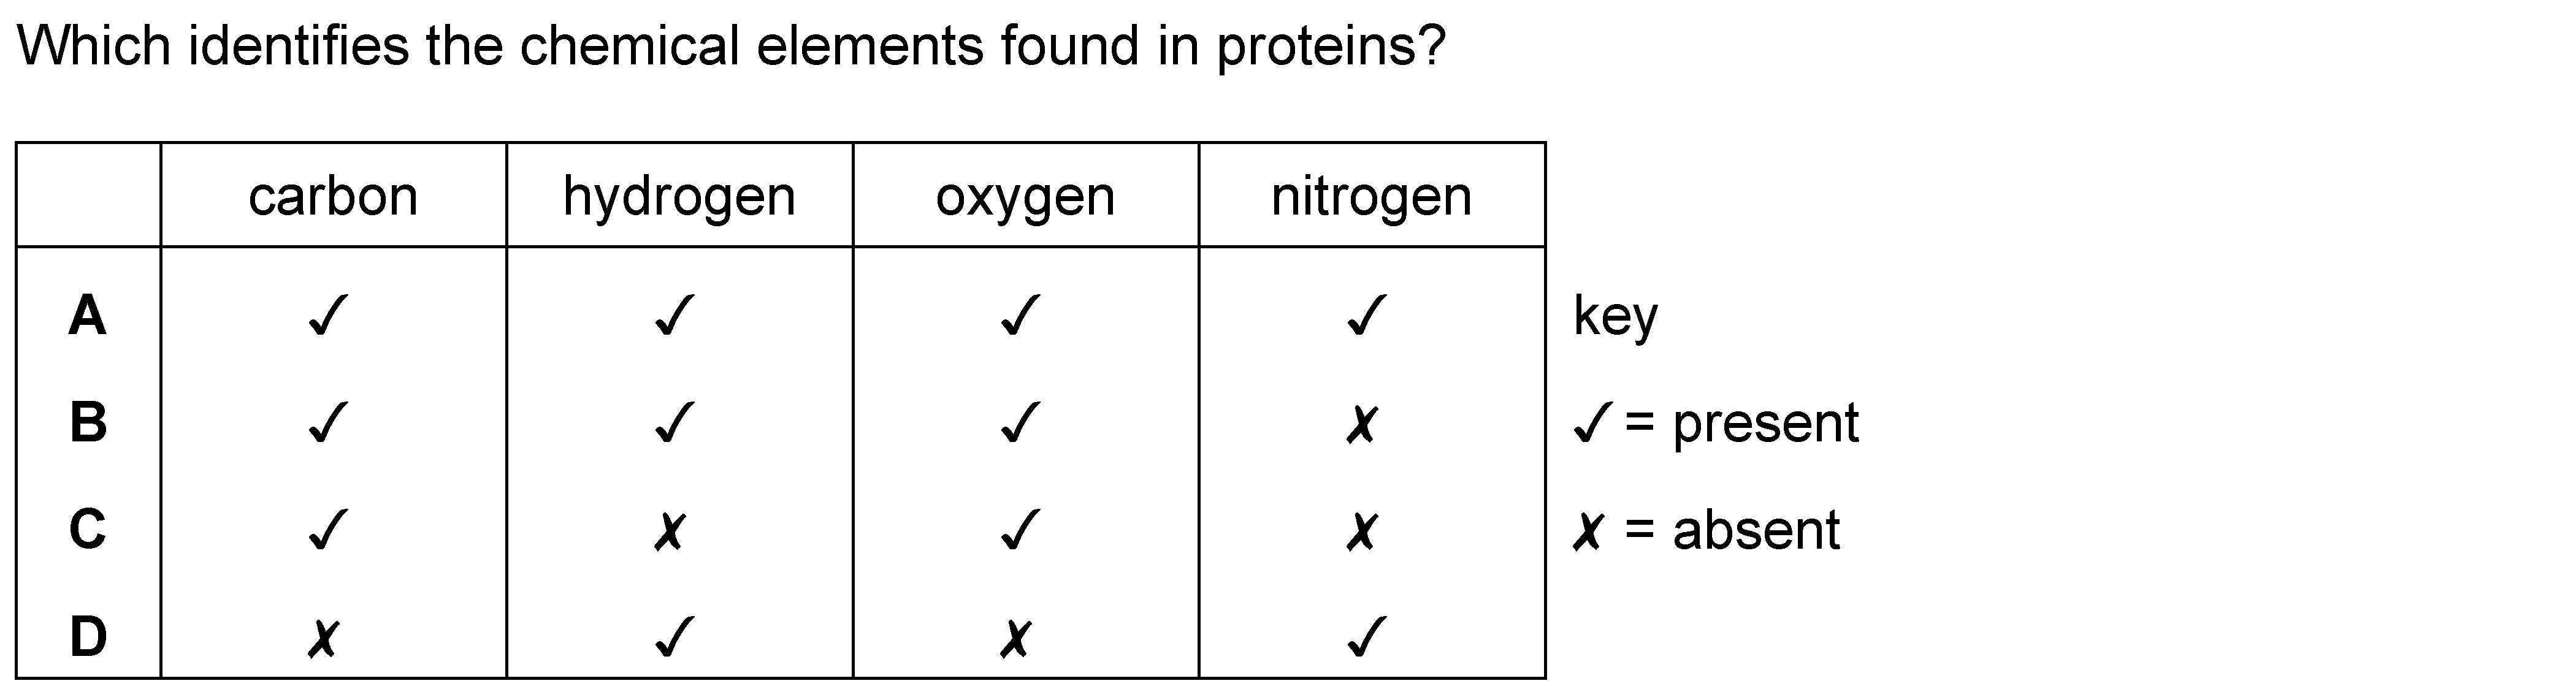 Which identifies the chemical elements found in proteins?
carbon hydrogen oxygen nitrogen
A ✓ ✓ ✓ ✓ key
B ✓ ✓ ✓ ✗ ✓ = present
C ✓ ✗ ✓ ✗ ✗ = absent
D ✗ ✓ ✗ ✓